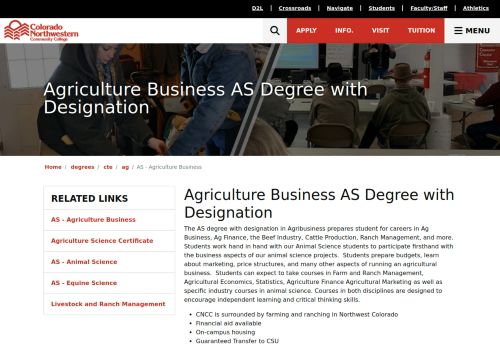 D2L | Crossroads | Navigate | Students | Faculty/Staff | Athletics
Colorado
Northwestern
Community College
APPLY INFO. VISIT TUITION MENU
Agriculture Business AS Degree with
Designation
Home / degrees / cte / ag / AS - Agriculture Business
RELATED LINKS
AS - Agriculture Business
Agriculture Science Certificate
AS - Animal Science
AS - Equine Science
Livestock and Ranch Management
Agriculture Business AS Degree with
Designation
The AS degree with designation in Agribusiness prepares student for careers in Ag
Business, Ag Finance, the Beef Industry, Cattle Production, Ranch Management, and more.
Students work hand in hand with our Animal Science students to participate firsthand with
the business aspects of our animal science projects.  Students prepare budgets, learn
about marketing, price structures, and many other aspects of running an agricultural
business.  Students can expect to take courses in Farm and Ranch Management,
Agricultural Economics, Statistics, Agriculture Finance Agricultural Marketing as well as
specific industry courses in animal science. Courses in both disciplines are designed to
encourage independent learning and critical thinking skills.
• CNCC is surrounded by farming and ranching in Northwest Colorado
• Financial aid available
• On-campus housing
• Guaranteed Transfer to CSU